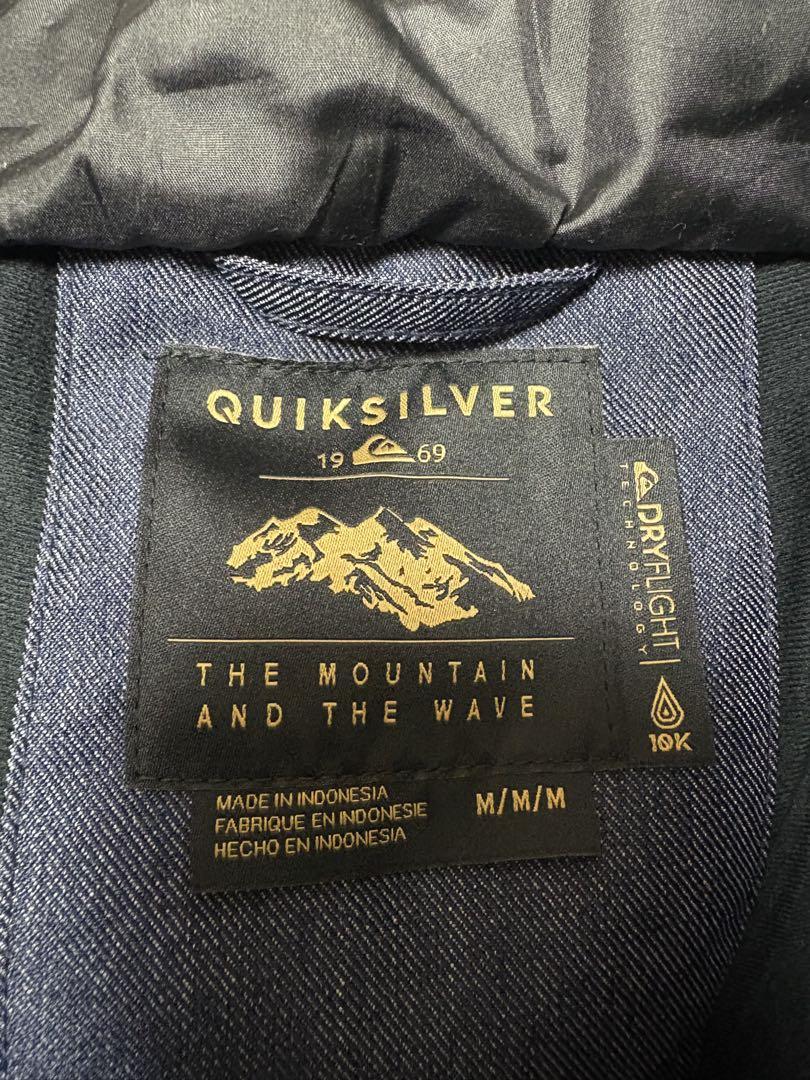 QUIKSILVER
19 69
THE MOUNTAIN
AND THE WAVE
DRYFLIGHT
TECHNOLOGY
10K
MADE IN INDONESIA
FABRIQUE EN INDONESIE
HECHO EN INDONESIA
M/M/M